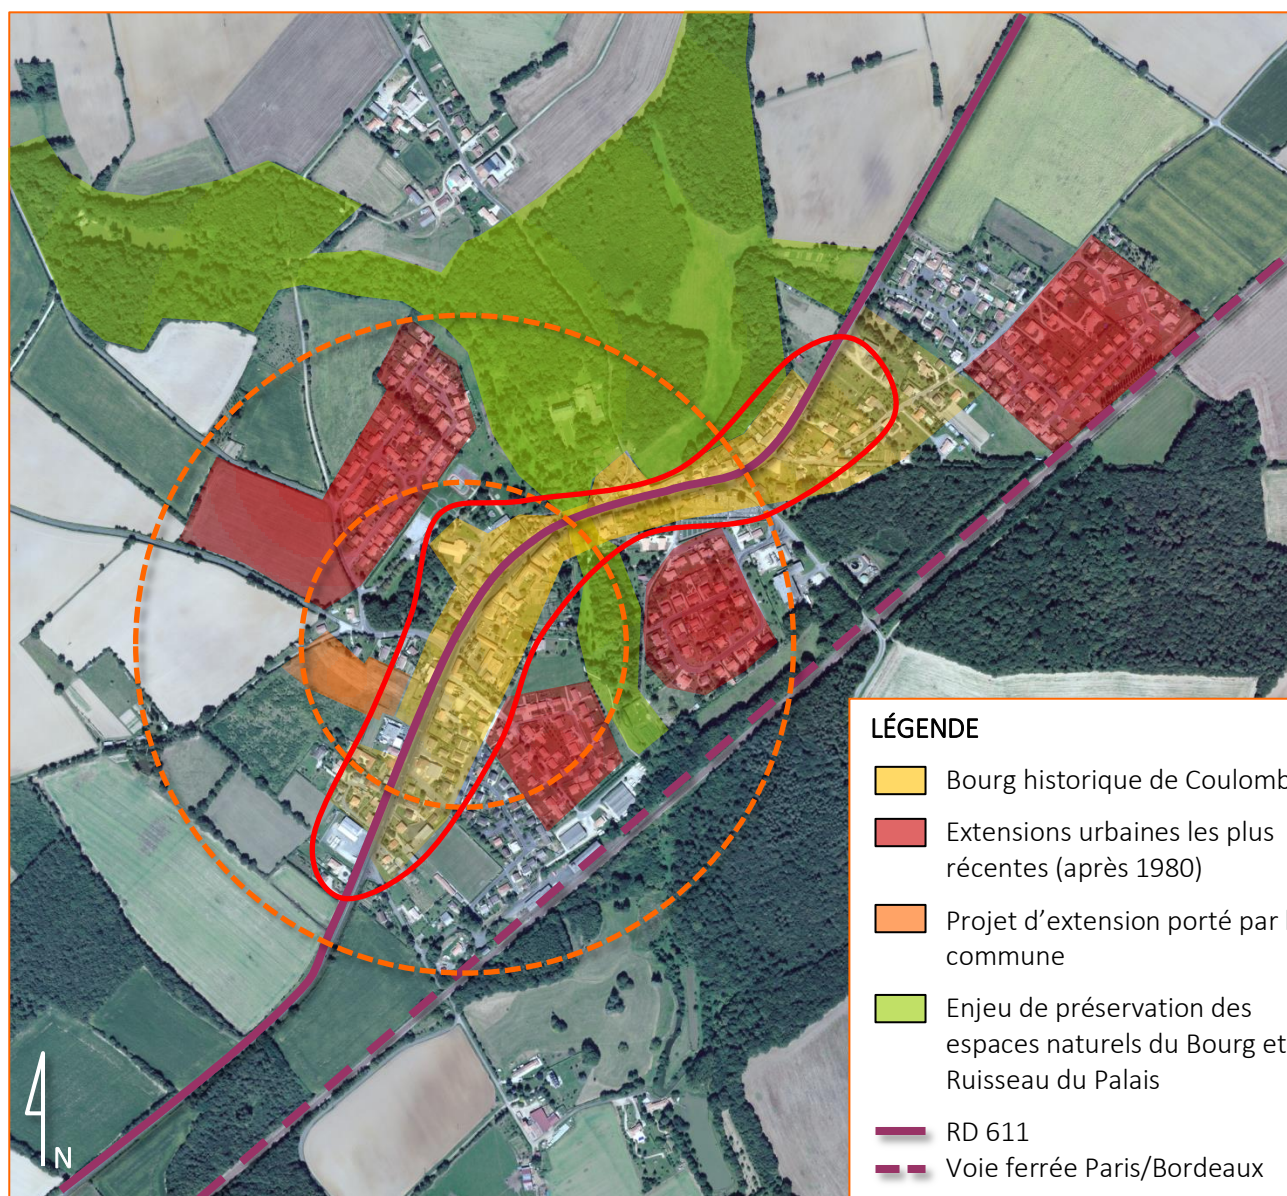 LÉGENDE
Bourg historique de
Extensions urbaines les plus
récentes (après 1980)
Projet d’extension porté par
commune
Enjeu de préservation des
espaces naturels du Bourg et
Ruisseau du Palais
RD 611
Voie ferrée Paris/Bordeaux
N